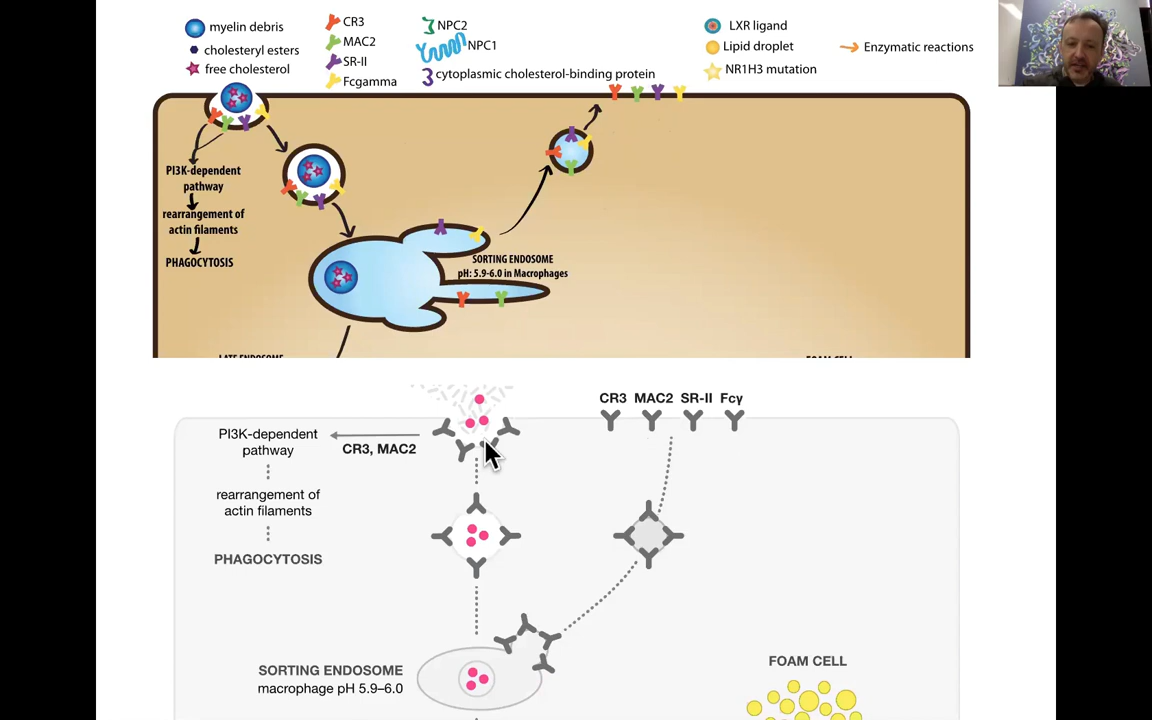 myelin debris
cholesteryl esters
free cholesterol
CR3
MAC2
SR-II
Fcgamma
NPC2
NPC1
cytoplasmic cholesterol-binding protein
LXR ligand
Lipid droplet
NR1H3 mutation
Enzymatic reactions
PI3K-dependent
pathway
rearrangement of
actin filaments
PHAGOCYTOSIS
SORTING ENDOSOME
pH: 5.9-6.0 in Macrophages
LATE ENDOSOME
FOAM CELL
CR3 MAC2 SR-II Fcγ
PI3K-dependent
pathway
CR3, MAC2
rearrangement of
actin filaments
PHAGOCYTOSIS
SORTING ENDOSOME
macrophage pH 5.9–6.0
FOAM CELL